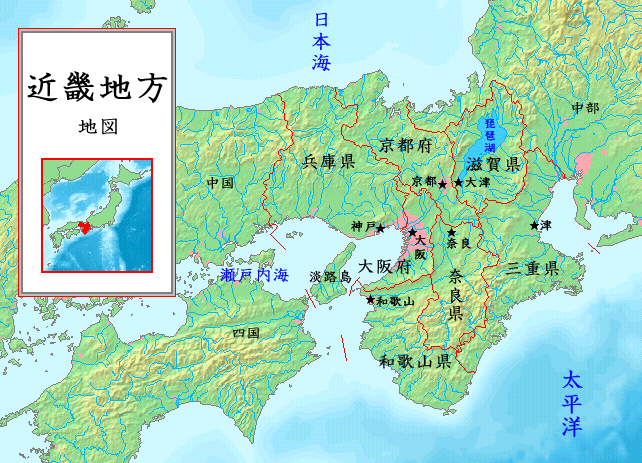 近畿地方
地図
日
本
海
中部
琵
琶
湖
京都府
滋賀県
兵庫県
中国
京都
大津
神戸
大
阪
奈良
津
瀬戸内海
淡路島
大阪府
三重県
奈
良
県
和歌山
四国
和歌山県
太
平
洋